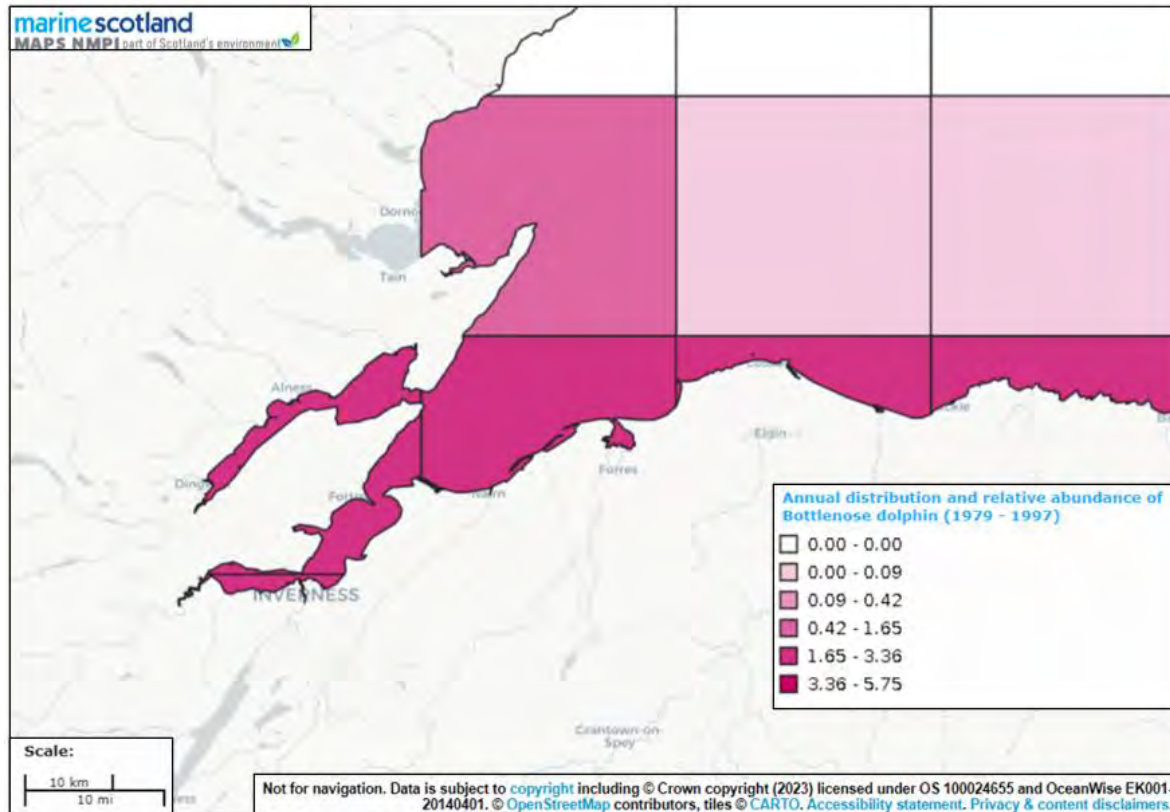 marinescotland
MAPS NMPI part of Scotland's environment
Dorno
Tain
Alness
Elgin
Forres
Nairn
INVERNESS
Grantown-on-
Spey
Annual distribution and relative abundance of
Bottlenose dolphin (1979 - 1997)
0.00 - 0.00
0.00 - 0.09
0.09 - 0.42
0.42 - 1.65
1.65 - 3.36
3.36 - 5.75
Scale:
10 km
10 mi
ness
Not for navigation. Data is subject to copyright including © Crown copyright (2023) licensed under OS 100024655 and OceanWise EK001
20140401. © OpenStreetMap contributors, tiles © CARTO. Accessibility statement. Privacy & content disclaimers